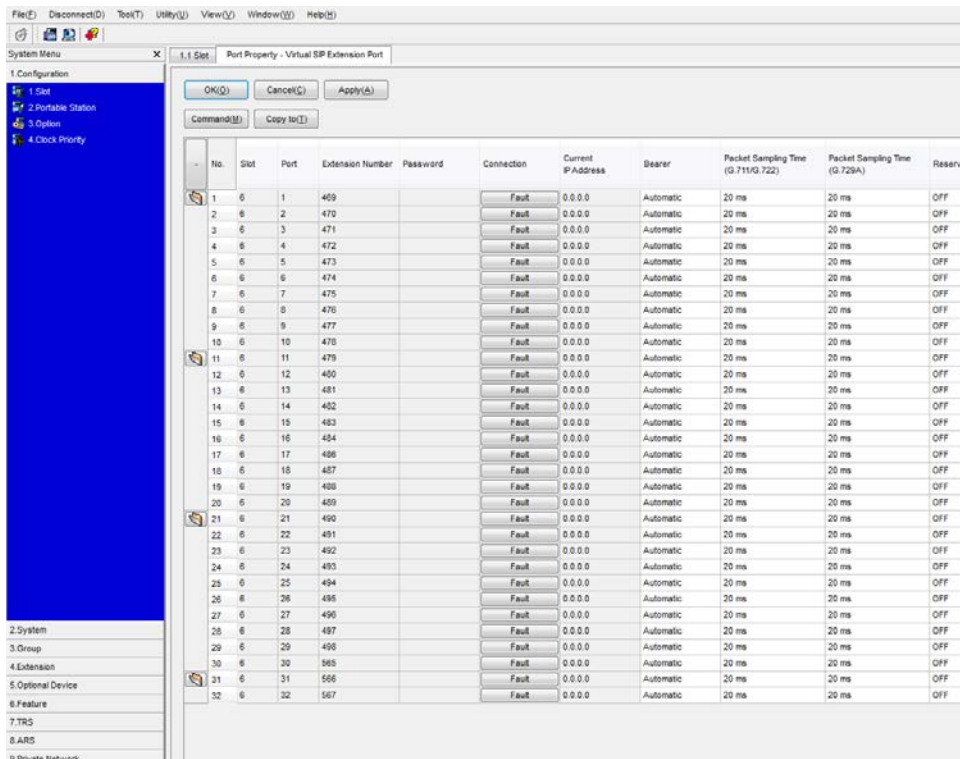 File(F) Disconnect(D) Tool(T) Utility(U) View(V) Window(W) Help(H)
System Menu X
1.1 Slot Port Property - Virtual SIP Extension Port
1.Configuration
1.Slot
2.Portable Station
3.Option
4.Clock Priority
OK(O) Cancel(C) Apply(A)
Command(M) Copy to(T)
- No. Slot Port Extension Number Password Connection Current IP Address Bearer Packet Sampling Time (G.711/G.722) Packet Sampling Time (G.729A) Reserv
1 6 1 469 Fault 0.0.0.0 Automatic 20 ms 20 ms OFF
2 6 2 470 Fault 0.0.0.0 Automatic 20 ms 20 ms OFF
3 6 3 471 Fault 0.0.0.0 Automatic 20 ms 20 ms OFF
4 6 4 472 Fault 0.0.0.0 Automatic 20 ms 20 ms OFF
5 6 5 473 Fault 0.0.0.0 Automatic 20 ms 20 ms OFF
6 6 6 474 Fault 0.0.0.0 Automatic 20 ms 20 ms OFF
7 6 7 475 Fault 0.0.0.0 Automatic 20 ms 20 ms OFF
8 6 8 476 Fault 0.0.0.0 Automatic 20 ms 20 ms OFF
9 6 9 477 Fault 0.0.0.0 Automatic 20 ms 20 ms OFF
10 6 10 478 Fault 0.0.0.0 Automatic 20 ms 20 ms OFF
11 6 11 479 Fault 0.0.0.0 Automatic 20 ms 20 ms OFF
12 6 12 480 Fault 0.0.0.0 Automatic 20 ms 20 ms OFF
13 6 13 481 Fault 0.0.0.0 Automatic 20 ms 20 ms OFF
14 6 14 482 Fault 0.0.0.0 Automatic 20 ms 20 ms OFF
15 6 15 483 Fault 0.0.0.0 Automatic 20 ms 20 ms OFF
16 6 16 484 Fault 0.0.0.0 Automatic 20 ms 20 ms OFF
17 6 17 486 Fault 0.0.0.0 Automatic 20 ms 20 ms OFF
18 6 18 487 Fault 0.0.0.0 Automatic 20 ms 20 ms OFF
19 6 19 488 Fault 0.0.0.0 Automatic 20 ms 20 ms OFF
20 6 20 489 Fault 0.0.0.0 Automatic 20 ms 20 ms OFF
21 6 21 490 Fault 0.0.0.0 Automatic 20 ms 20 ms OFF
22 6 22 491 Fault 0.0.0.0 Automatic 20 ms 20 ms OFF
23 6 23 492 Fault 0.0.0.0 Automatic 20 ms 20 ms OFF
24 6 24 493 Fault 0.0.0.0 Automatic 20 ms 20 ms OFF
25 6 25 494 Fault 0.0.0.0 Automatic 20 ms 20 ms OFF
26 6 26 495 Fault 0.0.0.0 Automatic 20 ms 20 ms OFF
27 6 27 496 Fault 0.0.0.0 Automatic 20 ms 20 ms OFF
28 6 28 497 Fault 0.0.0.0 Automatic 20 ms 20 ms OFF
29 6 29 498 Fault 0.0.0.0 Automatic 20 ms 20 ms OFF
30 6 30 565 Fault 0.0.0.0 Automatic 20 ms 20 ms OFF
31 6 31 566 Fault 0.0.0.0 Automatic 20 ms 20 ms OFF
32 6 32 567 Fault 0.0.0.0 Automatic 20 ms 20 ms OFF
2.System
3.Group
4.Extension
5.Optional Device
6.Feature
7.TRS
8.ARS
9.Private Network